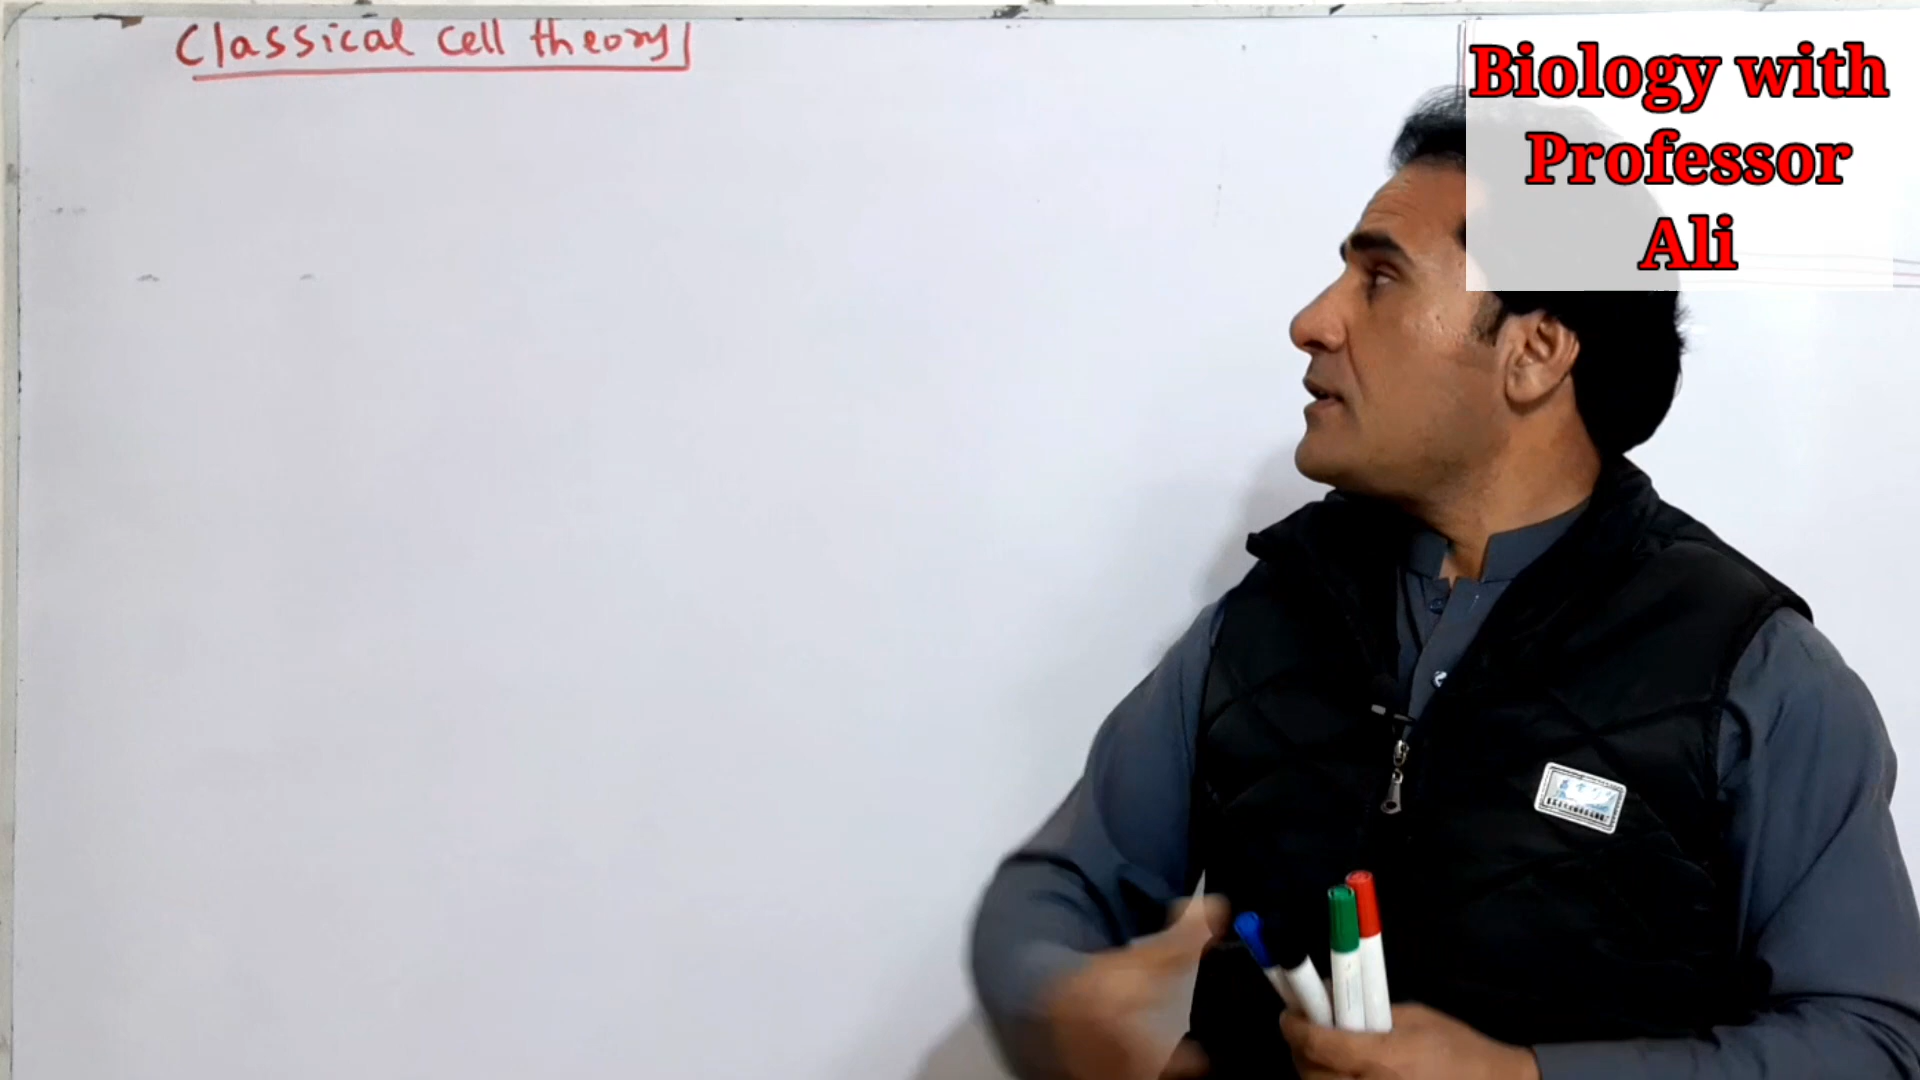 Classical cell theory
Biology with
Professor
Ali